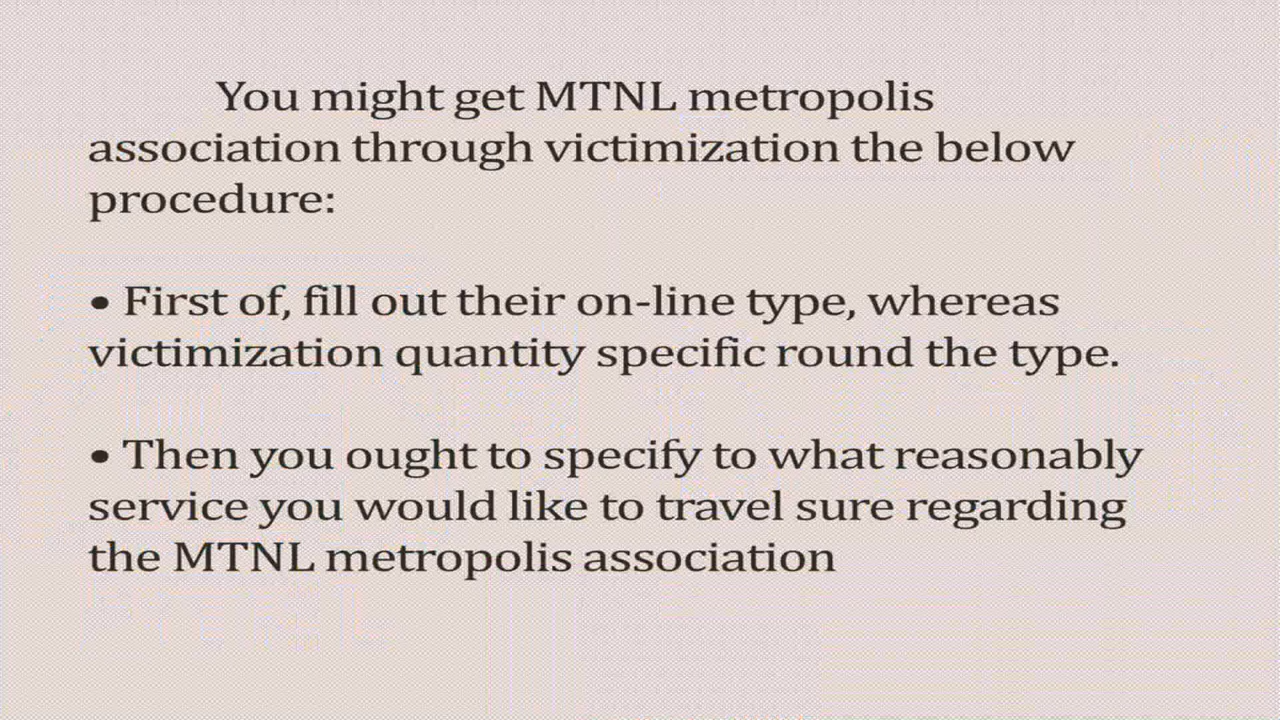 You might get MTNL metropolis
association through victimization the below
procedure:
• First of, fill out their on-line type, whereas
victimization quantity specific round the type.
• Then you ought to specify to what reasonably
service you would like to travel sure regarding
the MTNL metropolis association